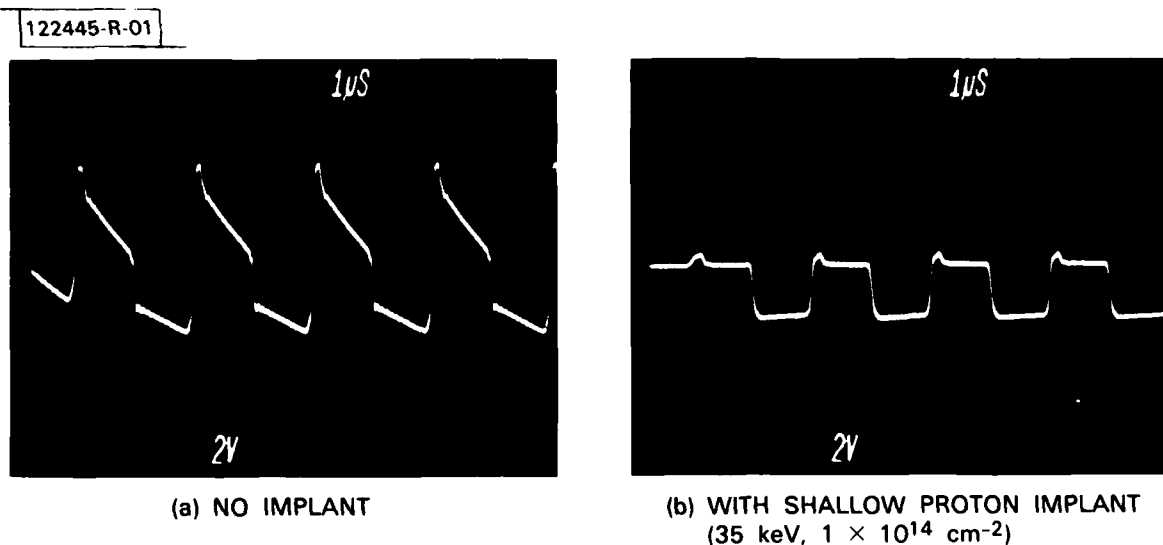 122445-R-01
1μS
2V
1μS
2V
(a) NO IMPLANT
(b) WITH SHALLOW PROTON IMPLANT
(35 keV, 1 × 10¹⁴ cm⁻²)